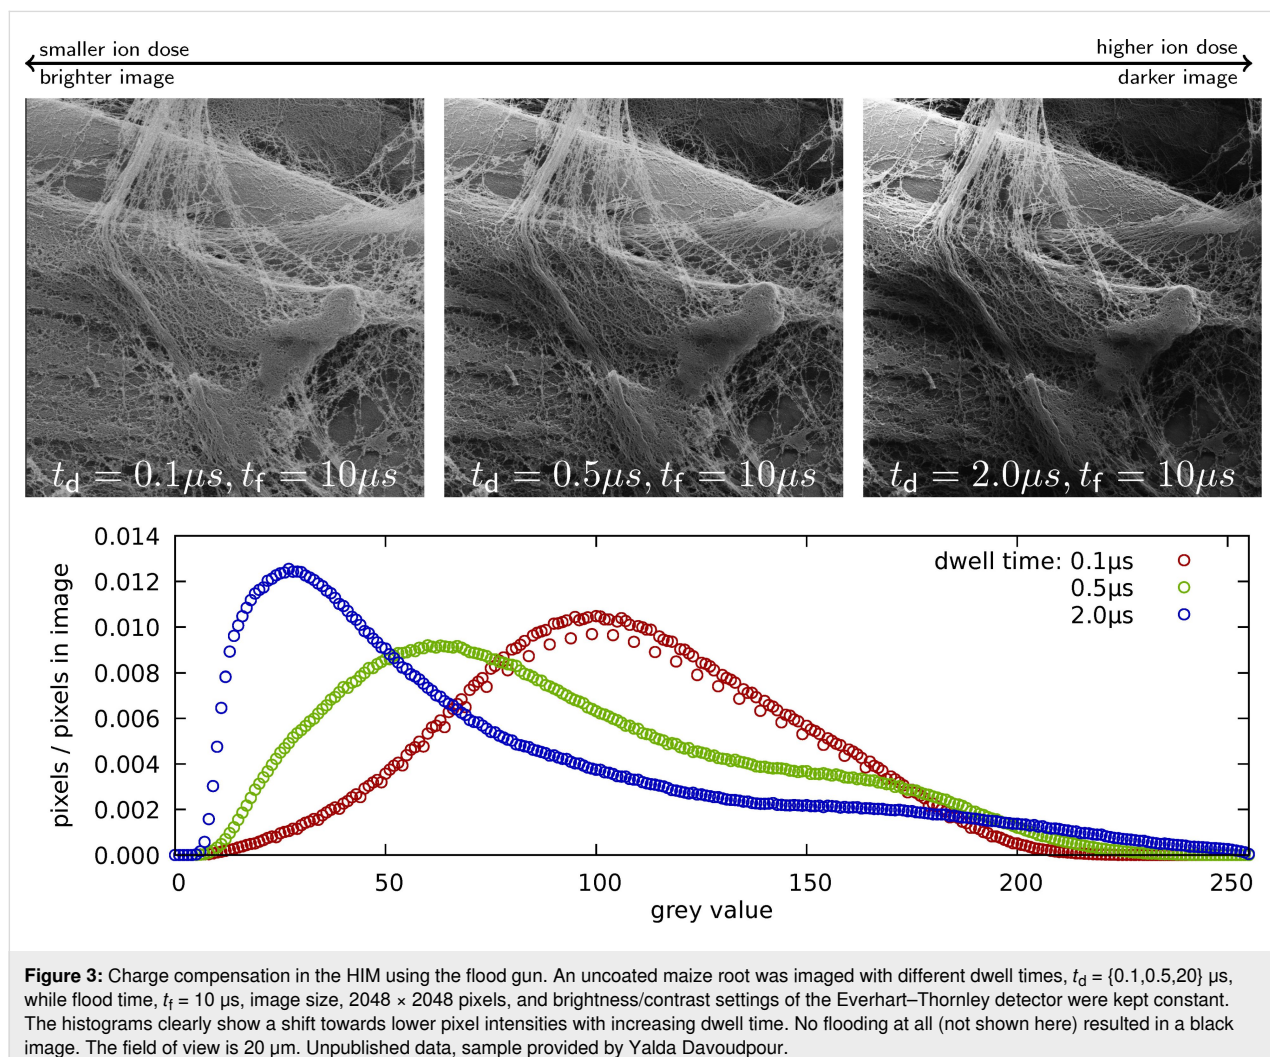 smaller ion dose
higher ion dose
brighter image
darker image
t_d = 0.1µs, t_f = 10µs
t_d = 0.5µs, t_f = 10µs
t_d = 2.0µs, t_f = 10µs
0.014
0.012
0.010
0.008
0.006
0.004
0.002
0.000
pixels / pixels in image
dwell time: 0.1µs
0.5µs
2.0µs
0 50 100 150 200 250
grey value
Figure 3: Charge compensation in the HIM using the flood gun. An uncoated maize root was imaged with different dwell times, t_d = {0.1,0.5,20} µs,
while flood time, t_f = 10 µs, image size, 2048 × 2048 pixels, and brightness/contrast settings of the Everhart–Thornley detector were kept constant.
The histograms clearly show a shift towards lower pixel intensities with increasing dwell time. No flooding at all (not shown here) resulted in a black
image. The field of view is 20 µm. Unpublished data, sample provided by Yalda Davoudpour.